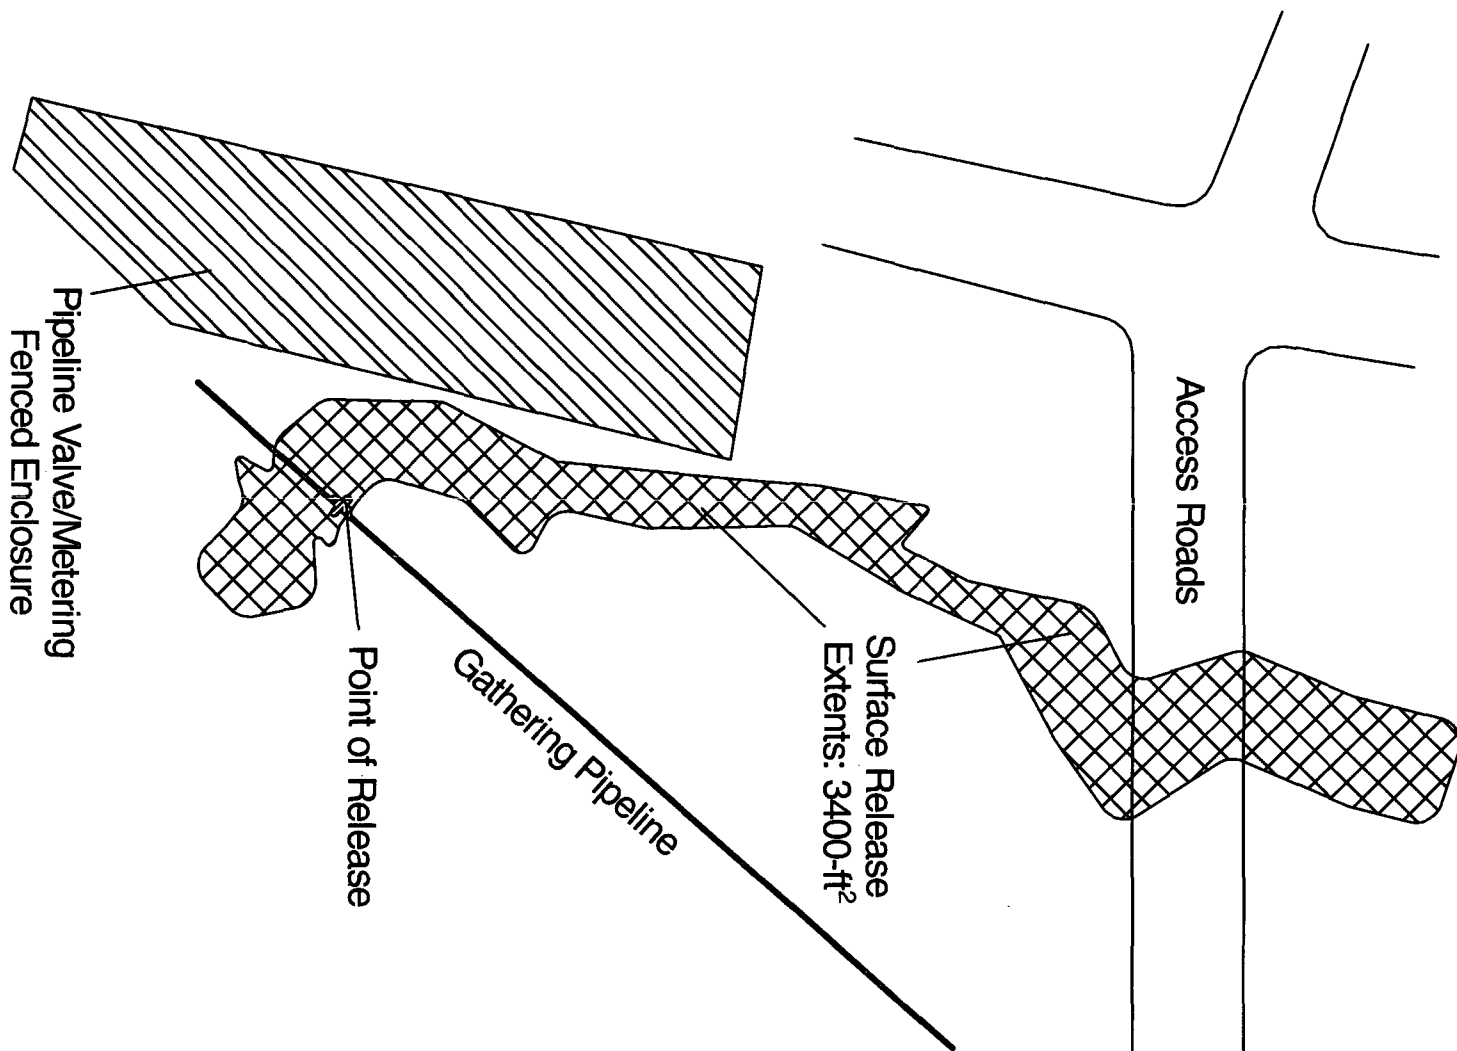 Access Roads
Surface Release
Extents: 3400-ft²
Gathering Pipeline
Point of Release
Pipeline Valve/Metering
Fenced Enclosure